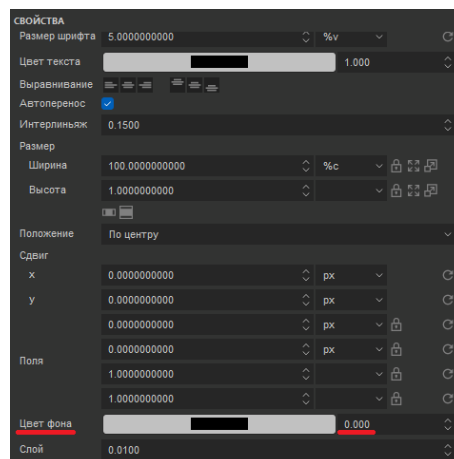 СВОЙСТВА
Размер шрифта 5.0000000000 %v
Цвет текста 1.000
Выравнивание
Автоперенос
Интерлиньяж 0.1500
Размер
Ширина 100.0000000000 %c
Высота 1.0000000000
Положение По центру
Сдвиг
x 0.0000000000 px
y 0.0000000000 px
0.0000000000 px
0.0000000000 px
Поля
1.0000000000
1.0000000000
Цвет фона 0.000
Слой 0.0100